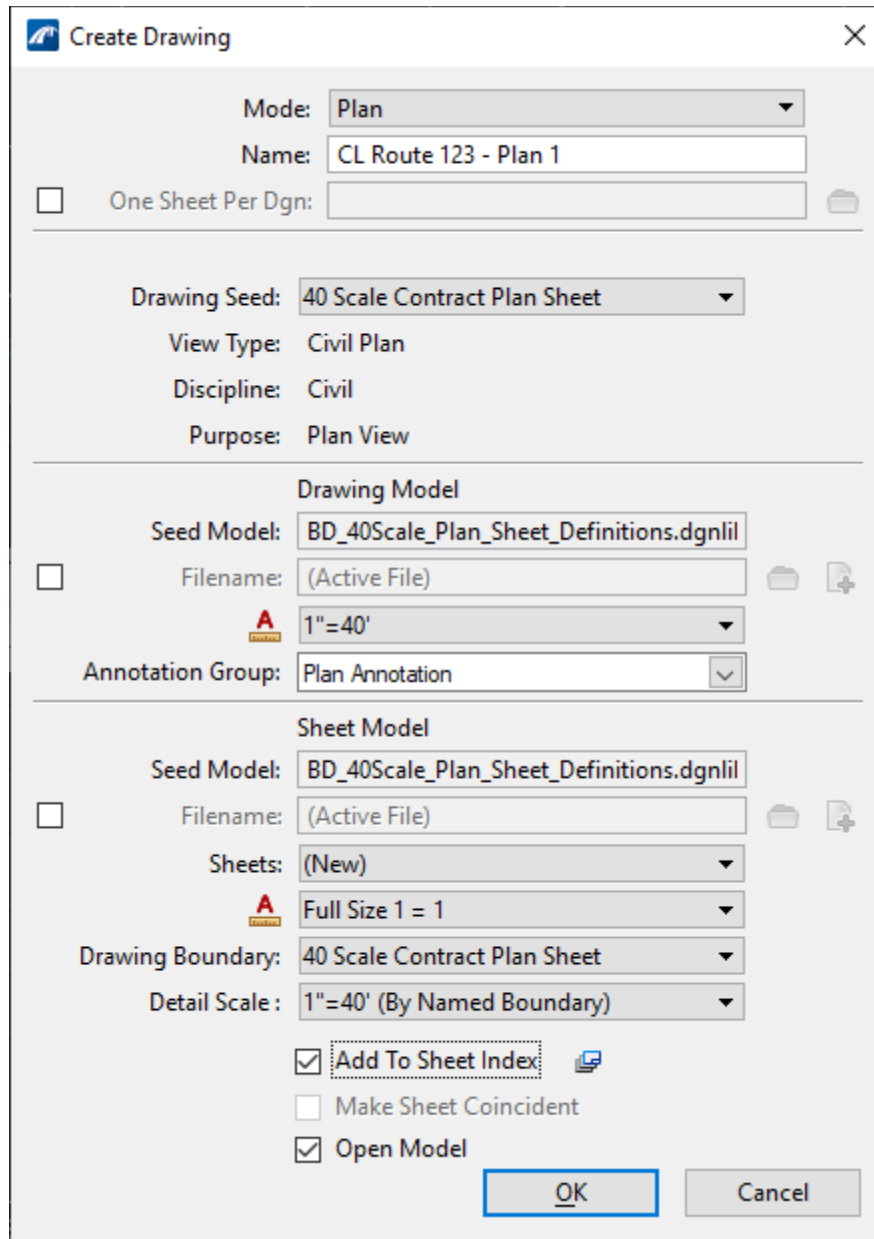 Create Drawing
Mode: Plan
Name: CL Route 123 - Plan 1
One Sheet Per Dgn:
Drawing Seed: 40 Scale Contract Plan Sheet
View Type: Civil Plan
Discipline: Civil
Purpose: Plan View
Drawing Model
Seed Model: BD_40Scale_Plan_Sheet_Definitions.dgnlil
Filename: (Active File)
A 1"=40'
Annotation Group: Plan Annotation
Sheet Model
Seed Model: BD_40Scale_Plan_Sheet_Definitions.dgnlil
Filename: (Active File)
Sheets: (New)
A Full Size 1 = 1
Drawing Boundary: 40 Scale Contract Plan Sheet
Detail Scale : 1"=40' (By Named Boundary)
Add To Sheet Index
Make Sheet Coincident
Open Model
OK Cancel